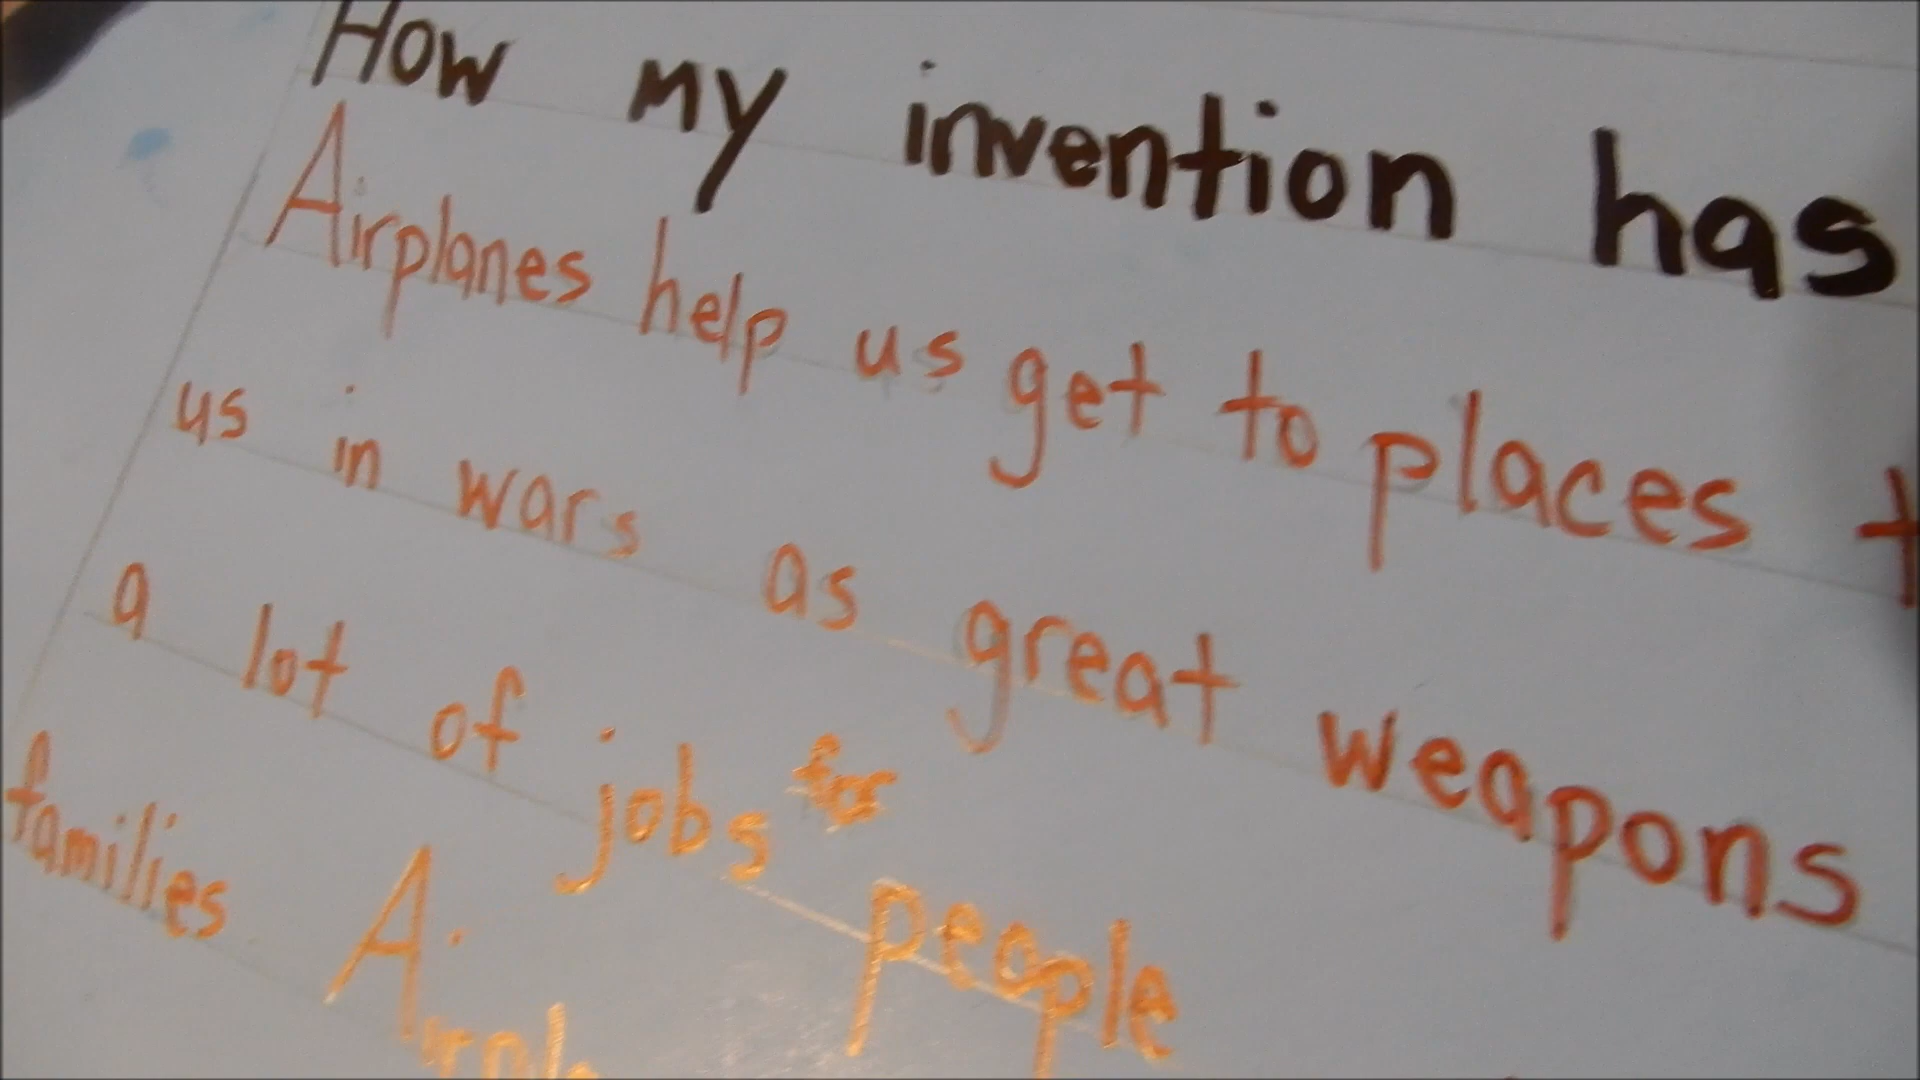 How my invention has
Airplanes help us get to places
us in wars as great weapons
a lot of jobs for people
families